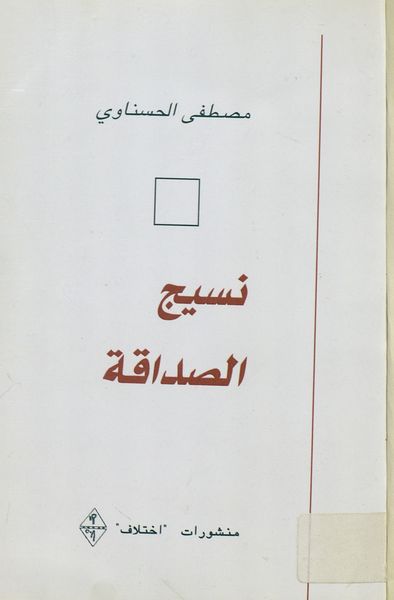 مصطفى الحسناوي
نسيج
الصداقة
منشورات "اختلاف"